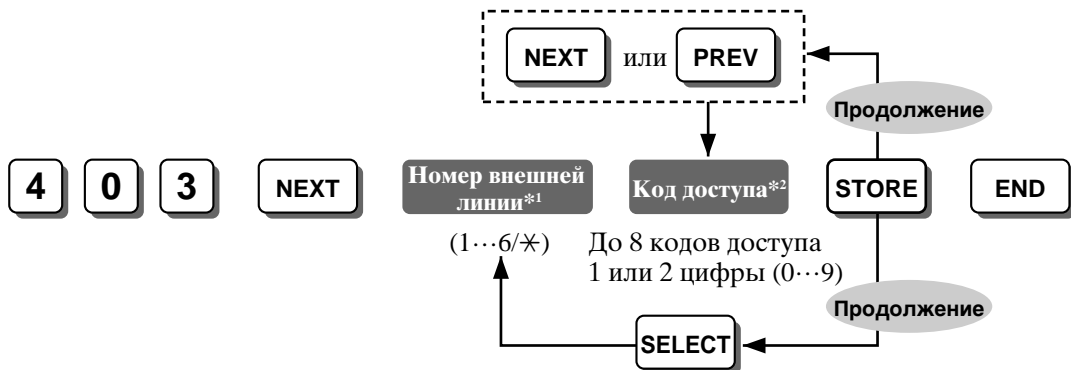 NEXT или PREV
Продолжение
4 0 3 NEXT Номер внешней линии*1 Код доступа*2 STORE END
(1···6/✳) До 8 кодов доступа
1 или 2 цифры (0···9)
Продолжение
SELECT